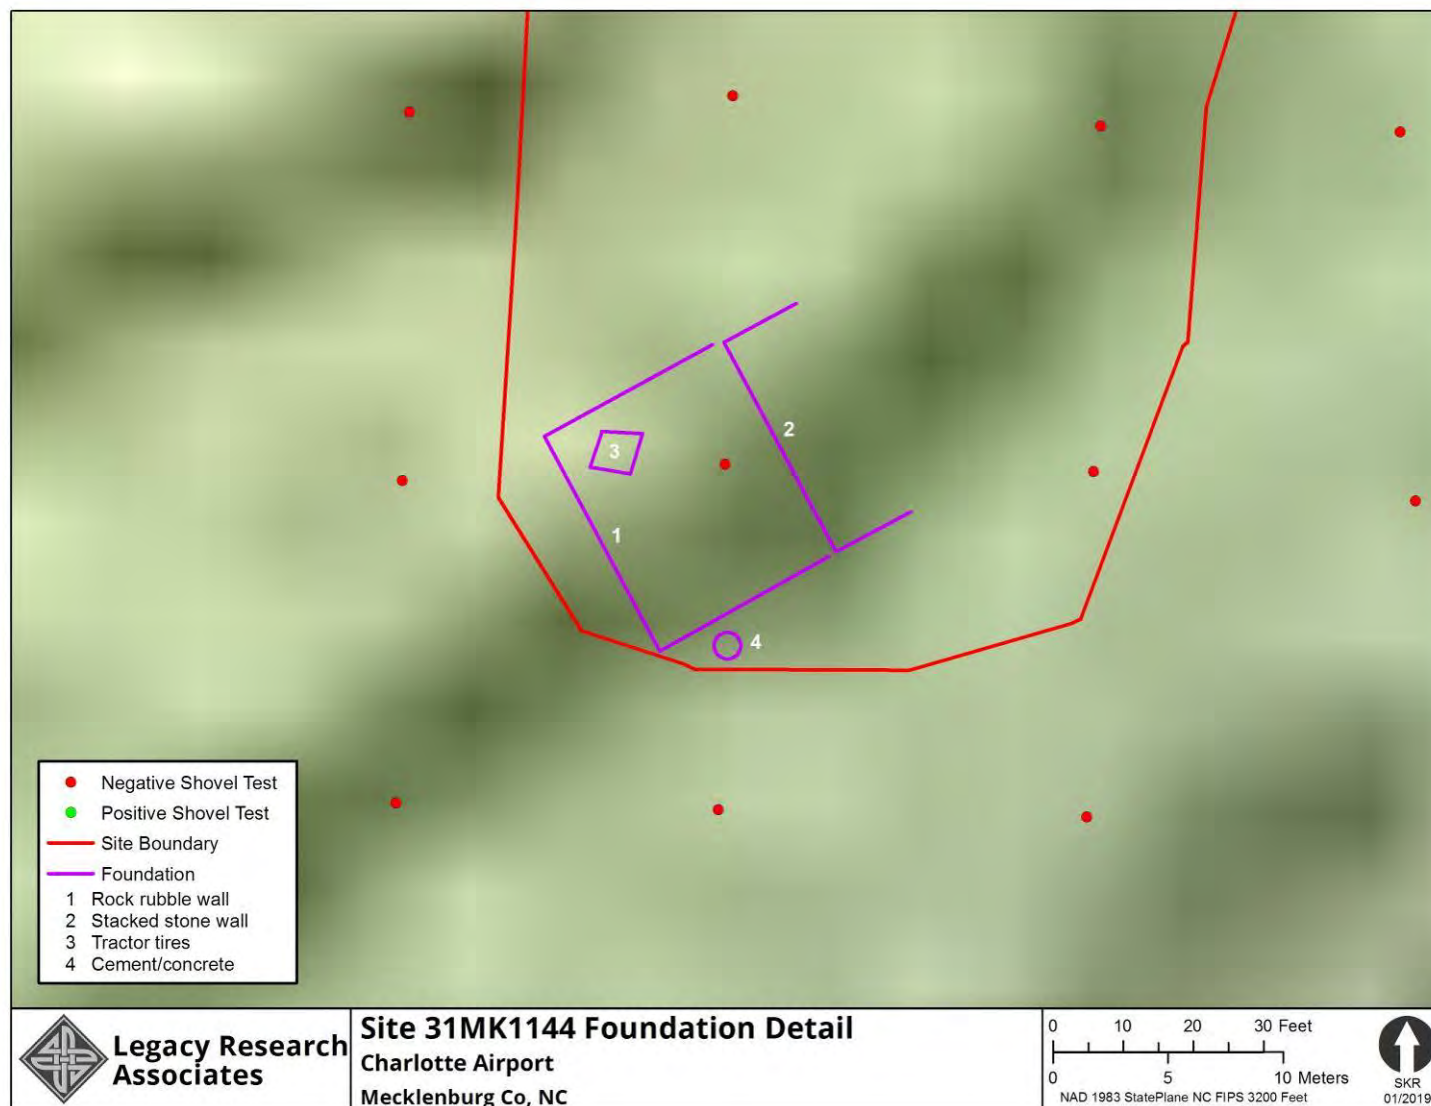 2
3
1
4
Negative Shovel Test
Positive Shovel Test
Site Boundary
Foundation
1 Rock rubble wall
2 Stacked stone wall
3 Tractor tires
4 Cement/concrete
Legacy Research
Associates
Site 31MK1144 Foundation Detail
Charlotte Airport
Mecklenburg Co, NC
0 10 20 30 Feet
0 5 10 Meters
NAD 1983 StatePlane NC FIPS 3200 Feet
SKR
01/2019